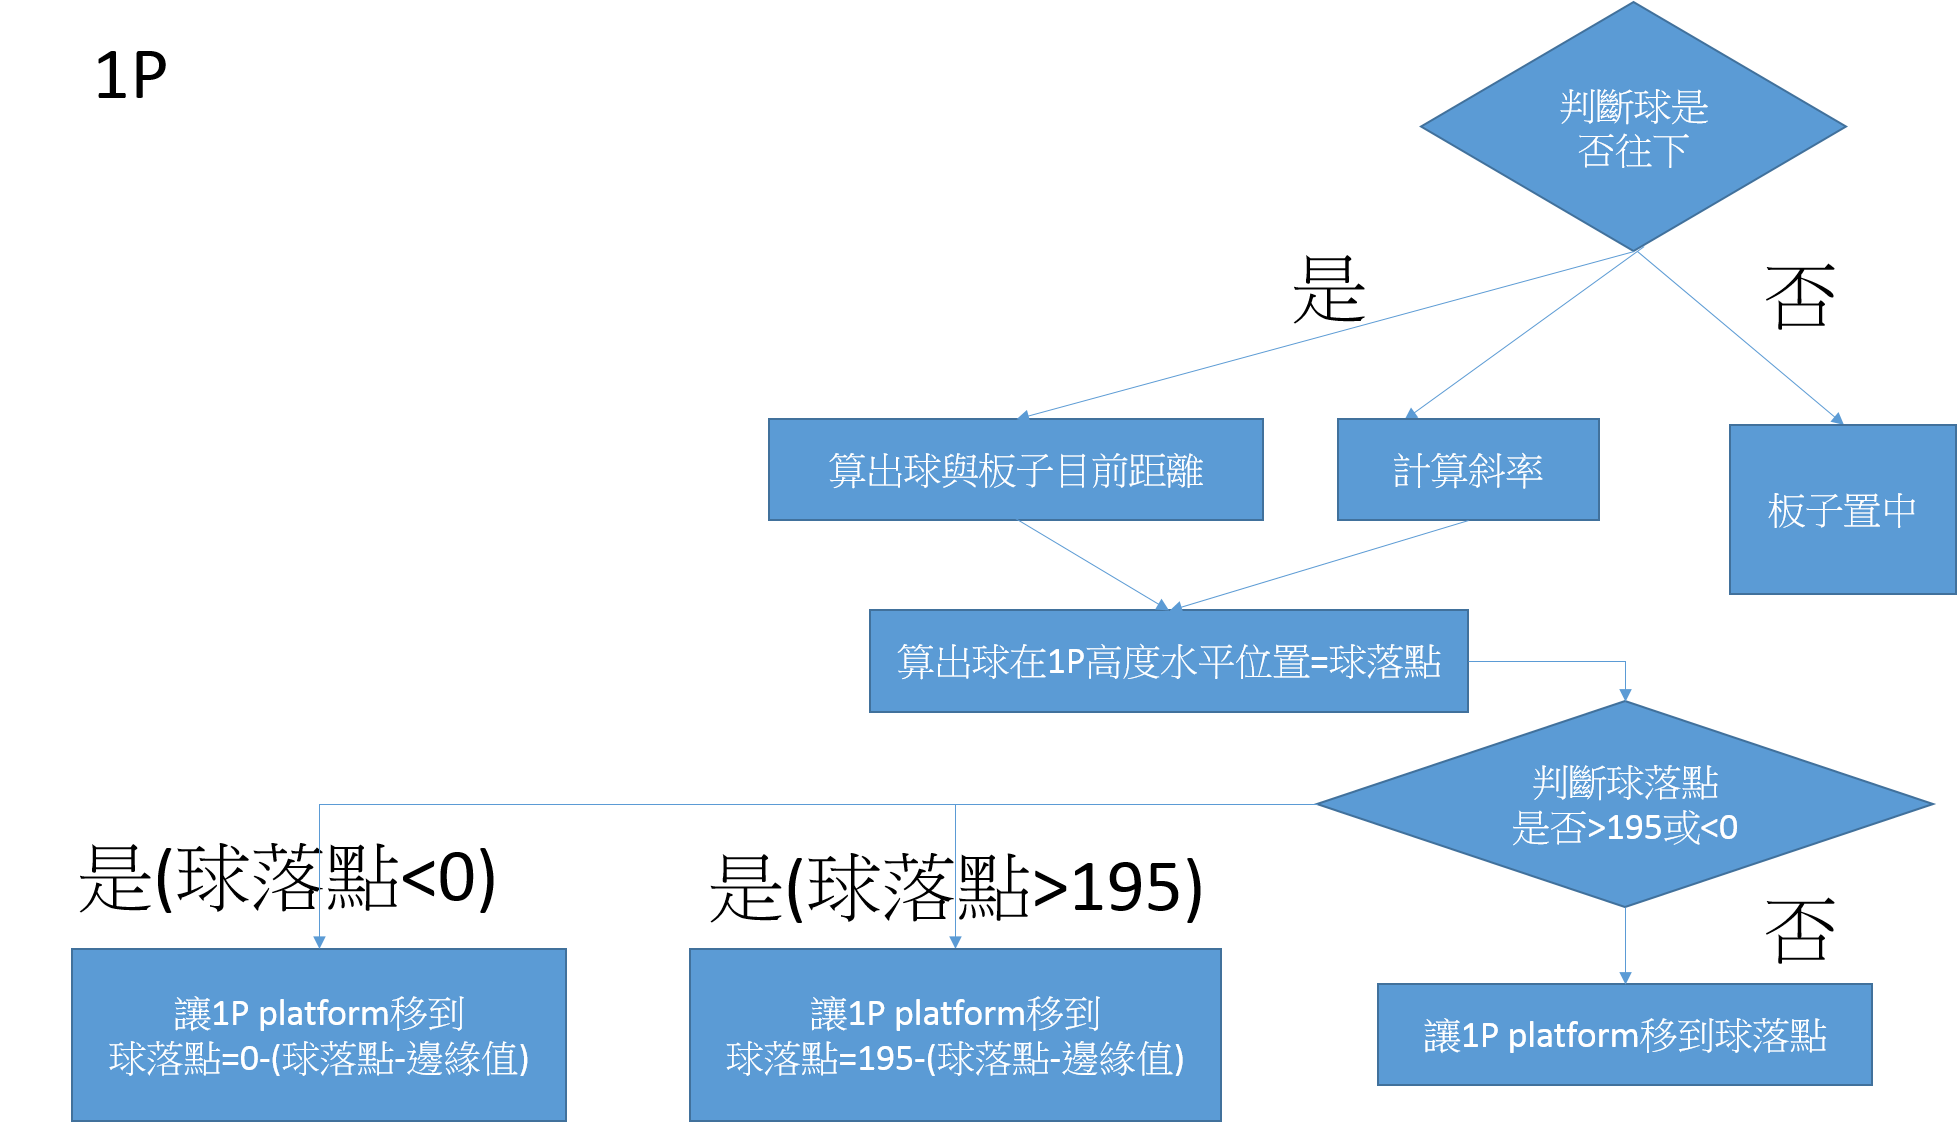 1P
判斷球是
否往下
是
否
算出球與板子目前距離
計算斜率
板子置中
算出球在1P高度水平位置=球落點
判斷球落點
是否>195或<0
是(球落點<0)
是(球落點>195)
否
讓1P platform移到
球落點=0-(球落點-邊緣值)
讓1P platform移到
球落點=195-(球落點-邊緣值)
讓1P platform移到球落點